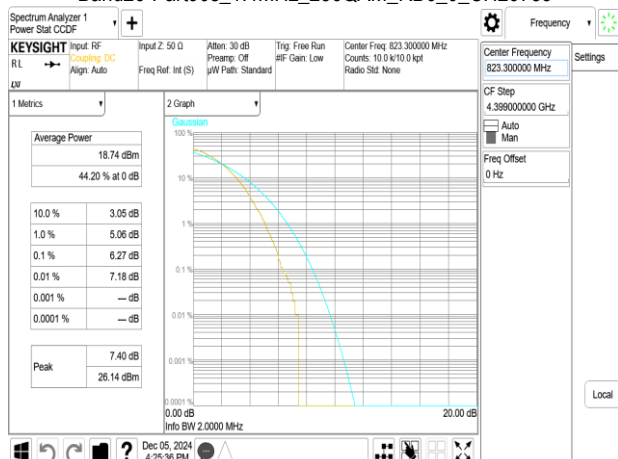 Spectrum Analyzer 1
Power Stat CCDF
Frequency
KEYSIGHT
Input: RF
Coupling: DC
Align: Auto
Input Z: 50 Ω
Freq Ref: Int (S)
Atten: 30 dB
Preamp: Off
µW Path: Standard
Trig: Free Run
#IF Gain: Low
Center Freq: 823.300000 MHz
Counts: 10.0 k/10.0 kpt
Radio Std: None
RL
LXI
Center Frequency
823.300000 MHz
Settings
CF Step
4.399000000 GHz
Auto
Man
Freq Offset
0 Hz
1 Metrics
2 Graph
Average Power
18.74 dBm
44.20 % at 0 dB
10.0 % 3.05 dB
1.0 % 5.06 dB
0.1 % 6.27 dB
0.01 % 7.18 dB
0.001 % --- dB
0.0001 % --- dB
Peak 7.40 dB
26.14 dBm
Gaussian
100 %
10 %
1 %
0.1 %
0.01 %
0.001 %
0.0001 %
0.00 dB 20.00 dB
Info BW 2.0000 MHz
Local
Dec 05, 2024
4:25:36 PM